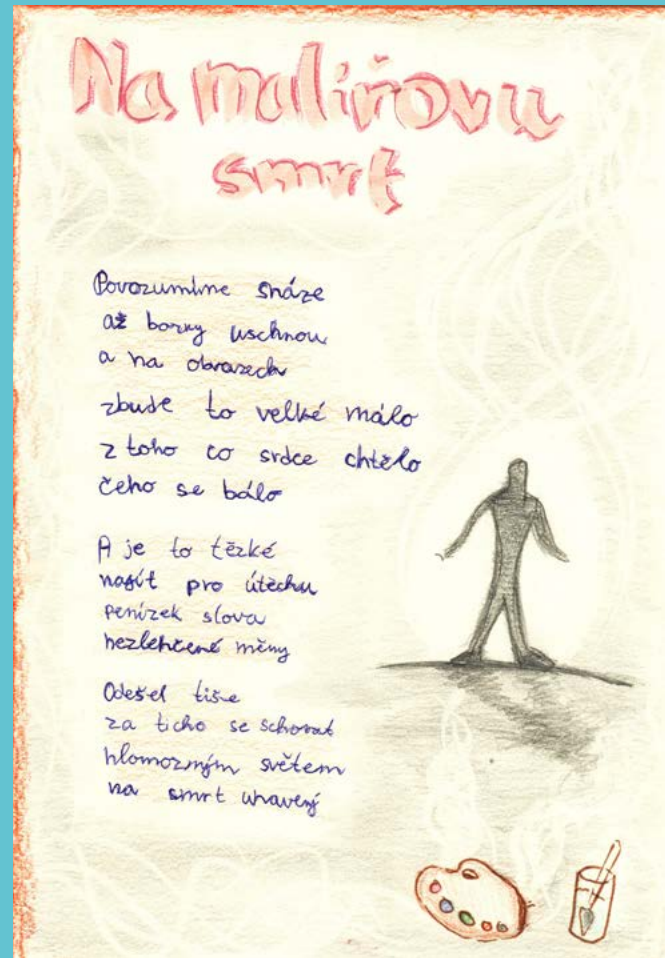 Na malířovu
smrt
Porozumíme snáze
až barvy uschnou
a na obrazech
zbude to velké málo
z toho co srdce chtělo
čeho se bálo
A je to těžké
najít pro útěchu
penízek slova
nezlehčené měny
Odešel tiše
za ticho se schovat
hlomozným světem
na smrt unavený